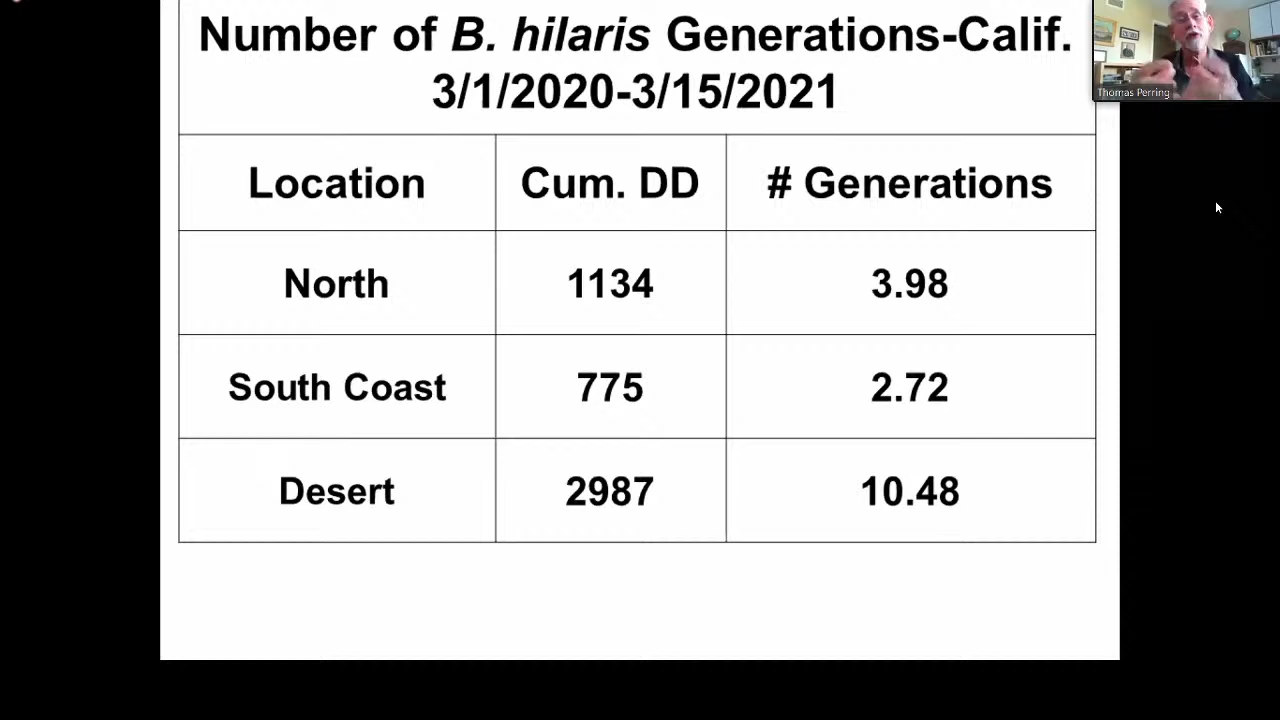 Number of B. hilaris Generations-Calif.
3/1/2020-3/15/2021
Location Cum. DD # Generations
North 1134 3.98
South Coast 775 2.72
Desert 2987 10.48
Thomas Perring